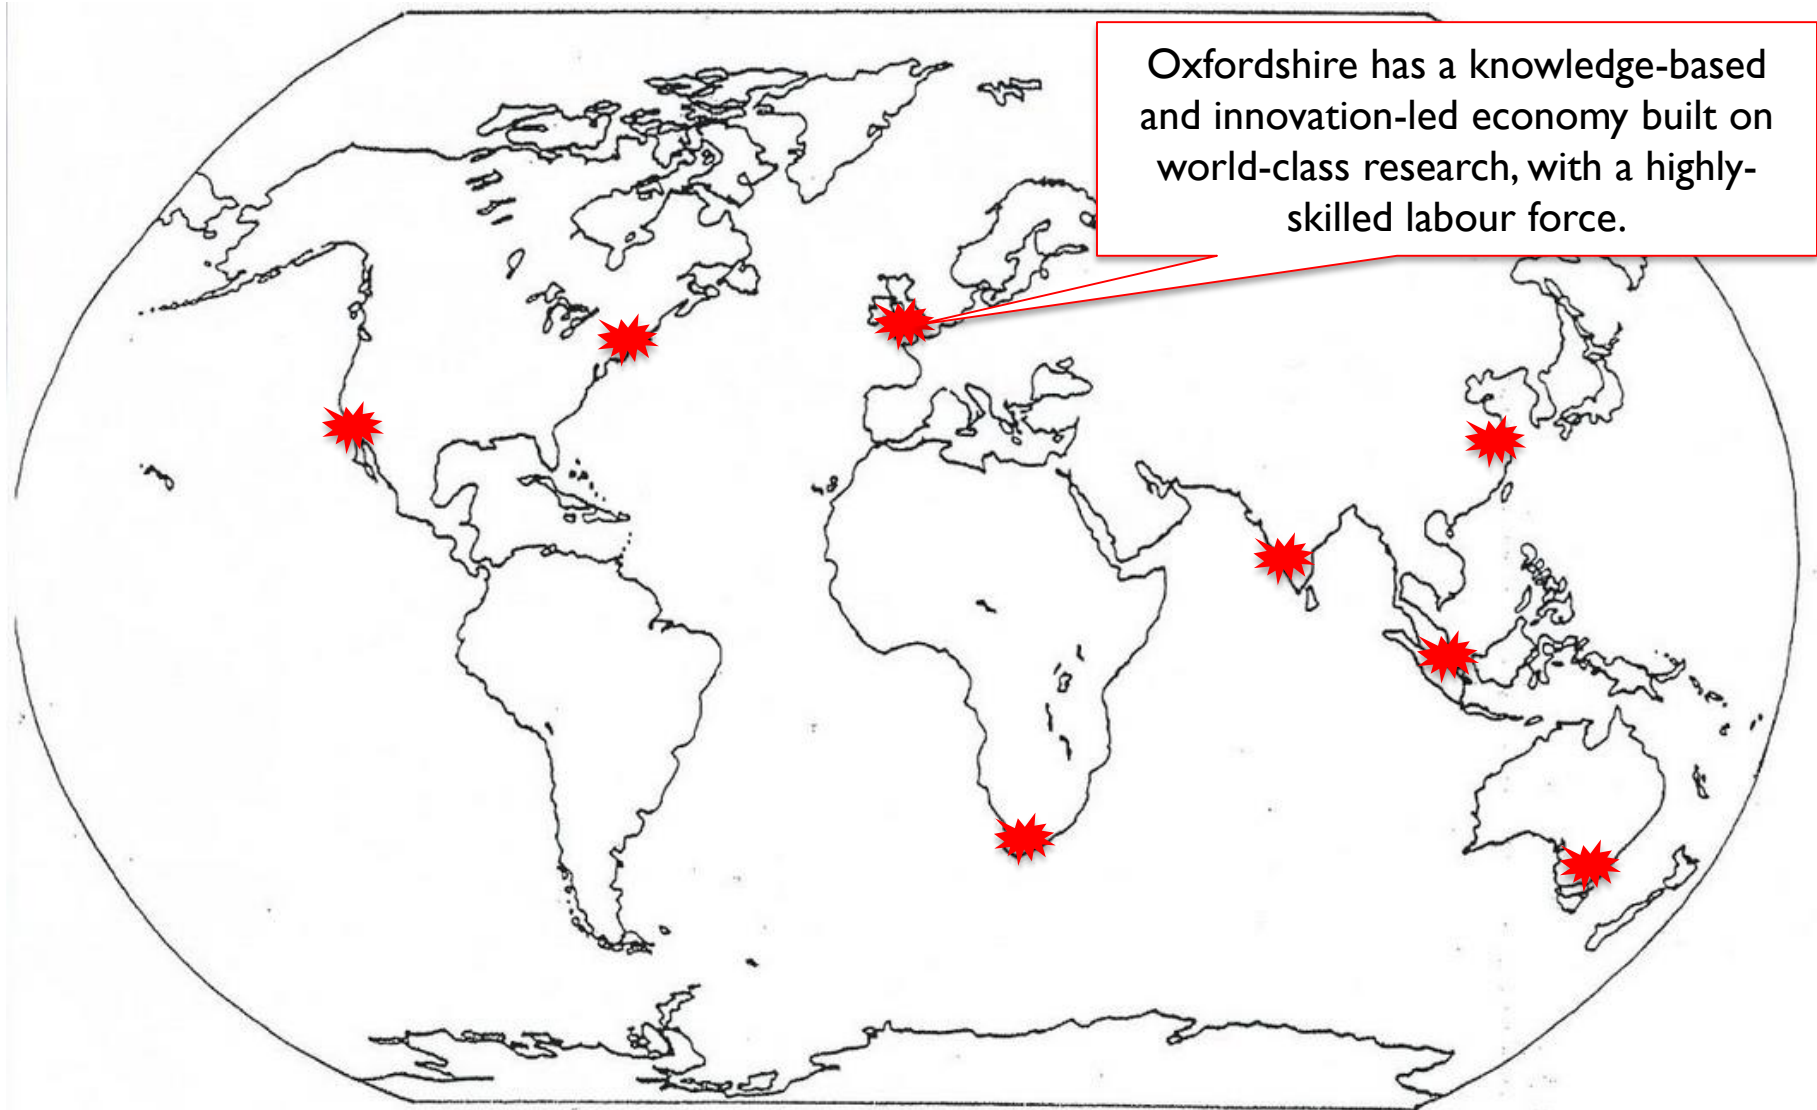 Oxfordshire has a knowledge-based
and innovation-led economy built on
world-class research, with a highly-
skilled labour force.